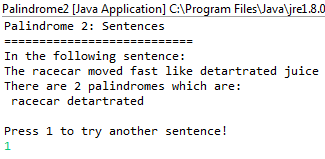 Palindrome2 [Java Application] C:\Program Files\Java\jre1.8.0
Palindrome 2: Sentences
===========================
In the following sentence:
The racecar moved fast like detartrated juice
There are 2 palindromes which are:
racecar detartrated
Press 1 to try another sentence!
1